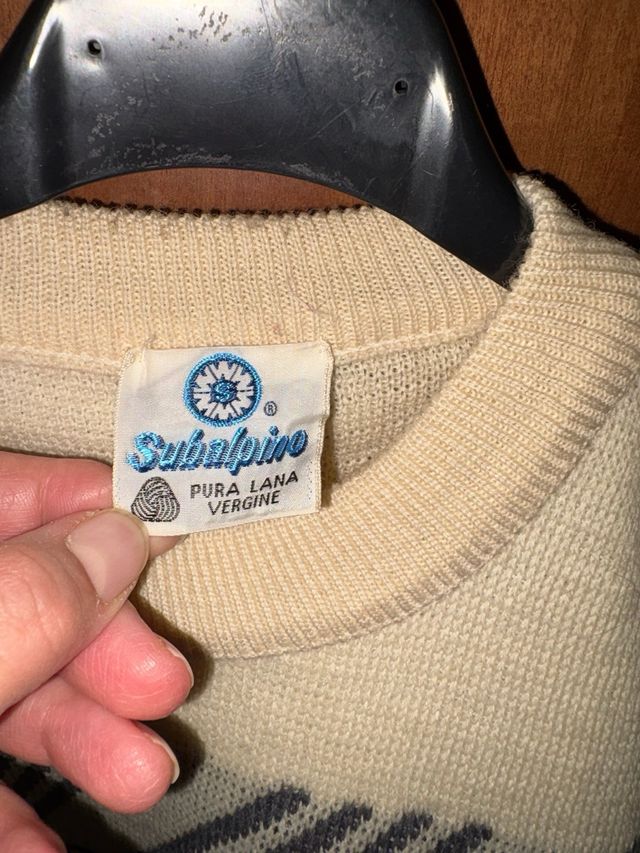 S
®
Subalpino
PURA LANA
VERGINE